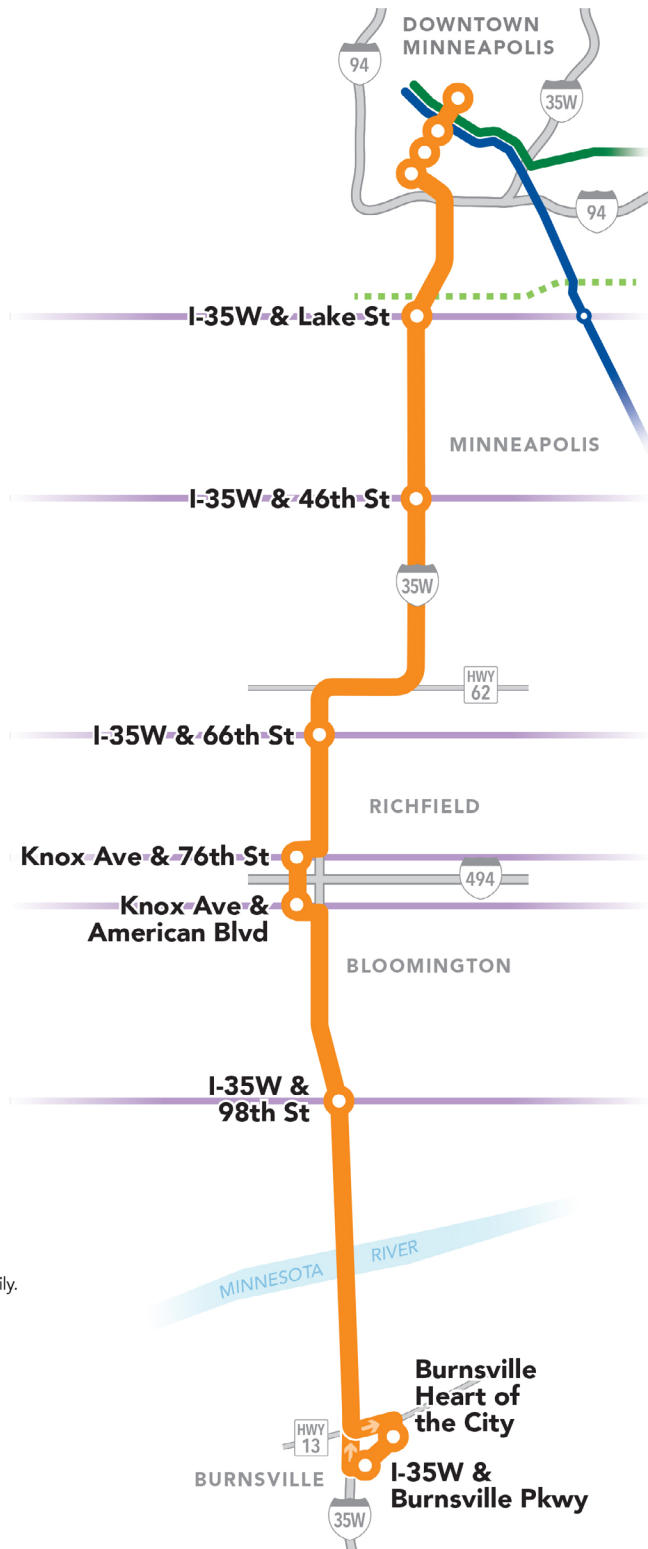 DOWNTOWN
MINNEAPOLIS
94
35W
94
I-35W & Lake St
MINNEAPOLIS
I-35W & 46th St
35W
HWY
62
I-35W & 66th St
RICHFIELD
Knox Ave & 76th St
494
Knox Ave &
American Blvd
BLOOMINGTON
I-35W &
98th St
MINNESOTA RIVER
ily.
Burnsville
Heart of
the City
HWY
13
BURNSVILLE
I-35W &
Burnsville Pkwy
35W